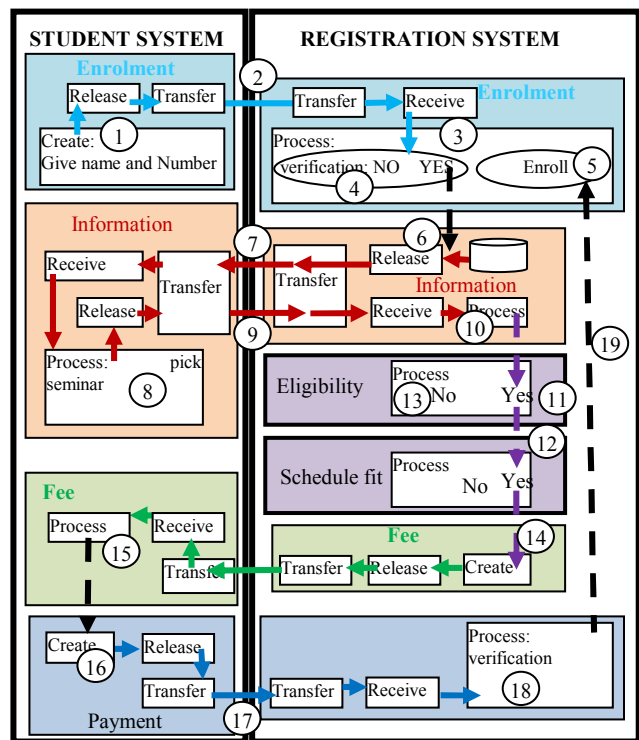 STUDENT SYSTEM
REGISTRATION SYSTEM
Enrolment
2
Release
Transfer
Transfer
Receive
Enrolment
1
3
Create:
Give name and Number
Process:
verification: NO YES
4
Enroll
5
Information
7
6
Receive
Release
Transfer
Transfer
Information
Release
Receive
Process
9
10
19
Process: pick
seminar
8
Eligibility
Process
13
No
Yes
11
12
Schedule fit
Process
No
Yes
Fee
Process
Receive
15
Transfer
Fee
14
Transfer
Release
Create
Create
16
Release
Transfer
Payment
17
Transfer
Receive
Process:
verification
18